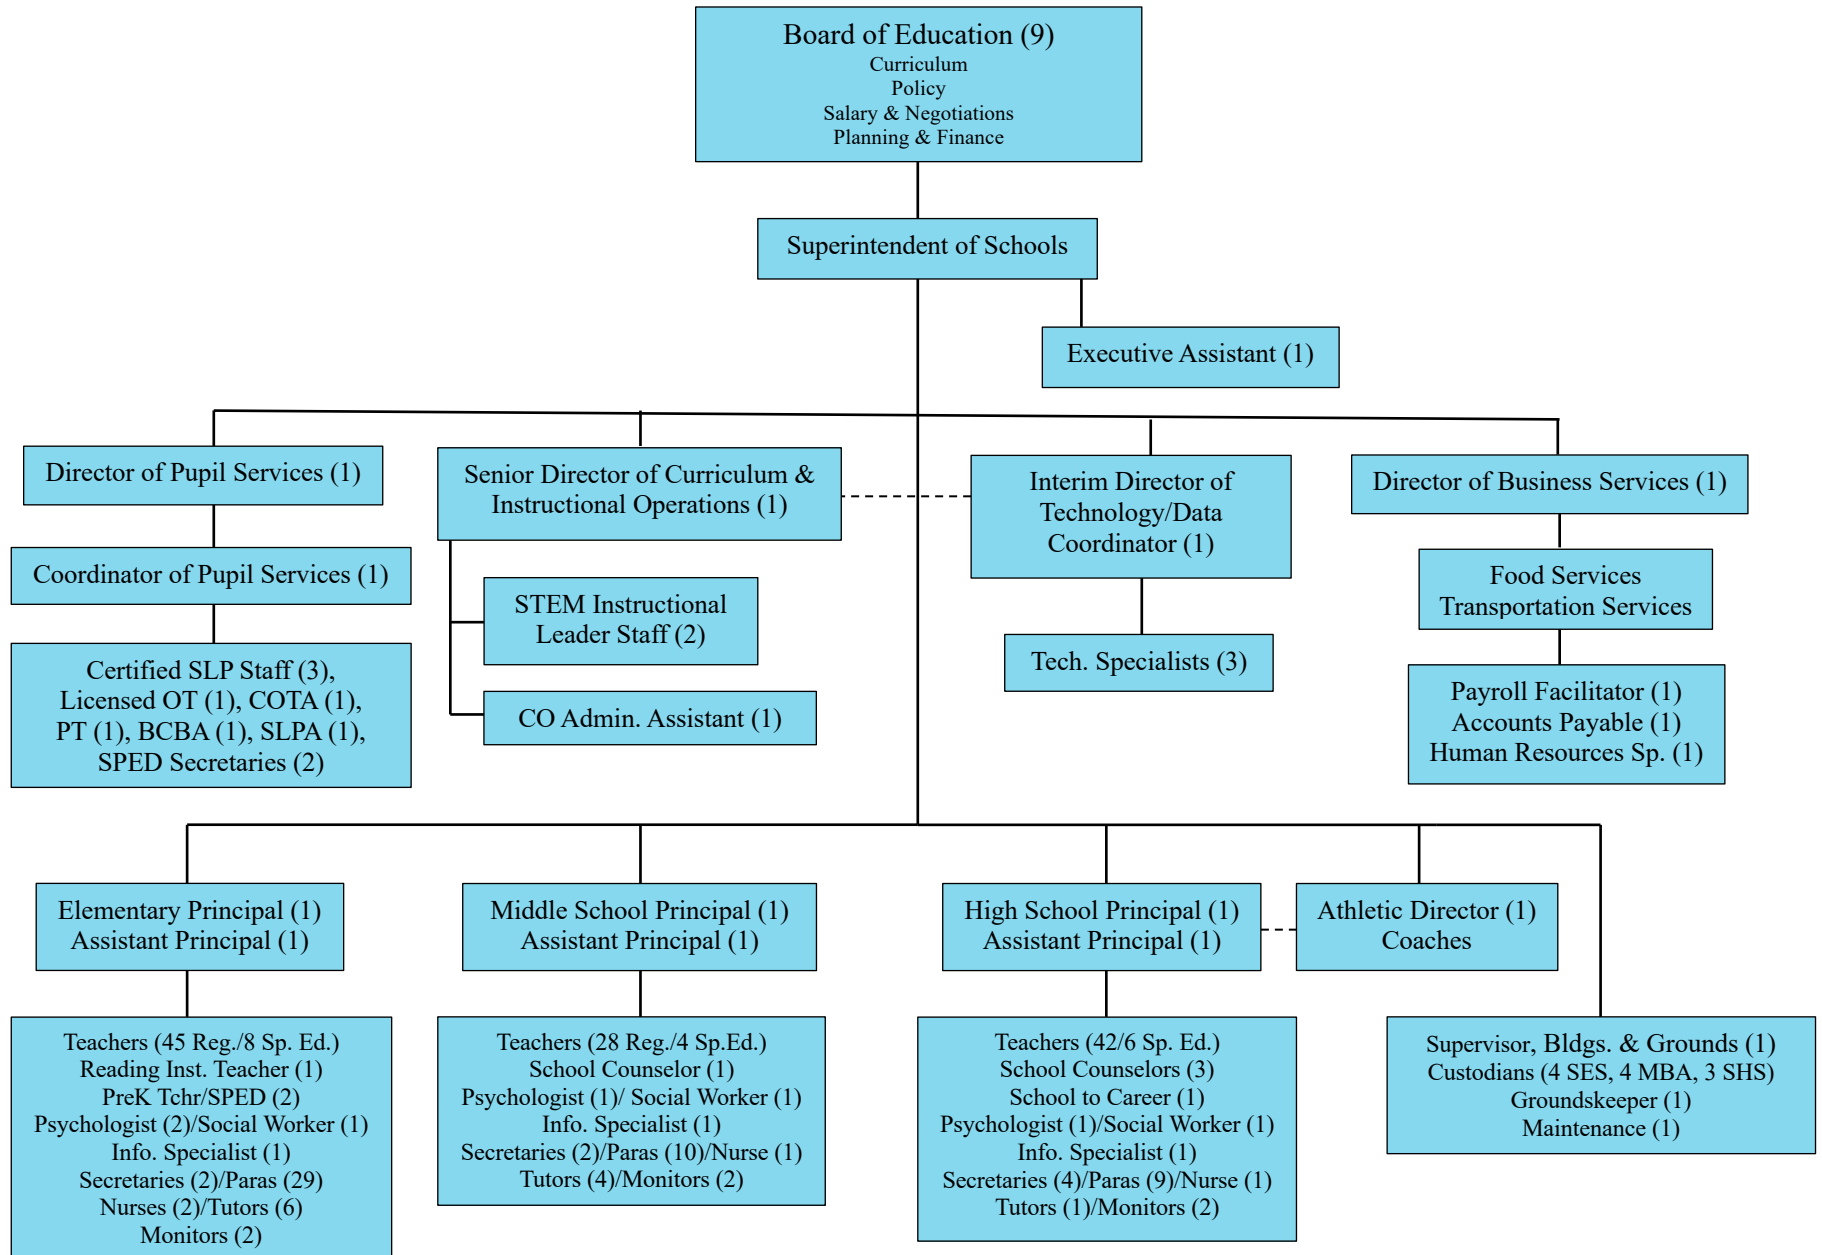 Board of Education (9)
Curriculum
Policy
Salary & Negotiations
Planning & Finance
Superintendent of Schools
Executive Assistant (1)
Director of Pupil Services (1)
Senior Director of Curriculum &
Instructional Operations (1)
Interim Director of
Technology/Data
Coordinator (1)
Director of Business Services (1)
Coordinator of Pupil Services (1)
STEM Instructional
Leader Staff (2)
Food Services
Transportation Services
Certified SLP Staff (3),
Licensed OT (1), COTA (1),
PT (1), BCBA (1), SLPA (1),
SPED Secretaries (2)
CO Admin. Assistant (1)
Tech. Specialists (3)
Payroll Facilitator (1)
Accounts Payable (1)
Human Resources Sp. (1)
Elementary Principal (1)
Assistant Principal (1)
Middle School Principal (1)
Assistant Principal (1)
High School Principal (1)
Assistant Principal (1)
Athletic Director (1)
Coaches
Teachers (45 Reg./8 Sp. Ed.)
Reading Inst. Teacher (1)
PreK Tchr/SPED (2)
Psychologist (2)/Social Worker (1)
Info. Specialist (1)
Secretaries (2)/Paras (29)
Nurses (2)/Tutors (6)
Monitors (2)
Teachers (28 Reg./4 Sp.Ed.)
School Counselor (1)
Psychologist (1)/ Social Worker (1)
Info. Specialist (1)
Secretaries (2)/Paras (10)/Nurse (1)
Tutors (4)/Monitors (2)
Teachers (42/6 Sp. Ed.)
School Counselors (3)
School to Career (1)
Psychologist (1)/Social Worker (1)
Info. Specialist (1)
Secretaries (4)/Paras (9)/Nurse (1)
Tutors (1)/Monitors (2)
Supervisor, Bldgs. & Grounds (1)
Custodians (4 SES, 4 MBA, 3 SHS)
Groundskeeper (1)
Maintenance (1)